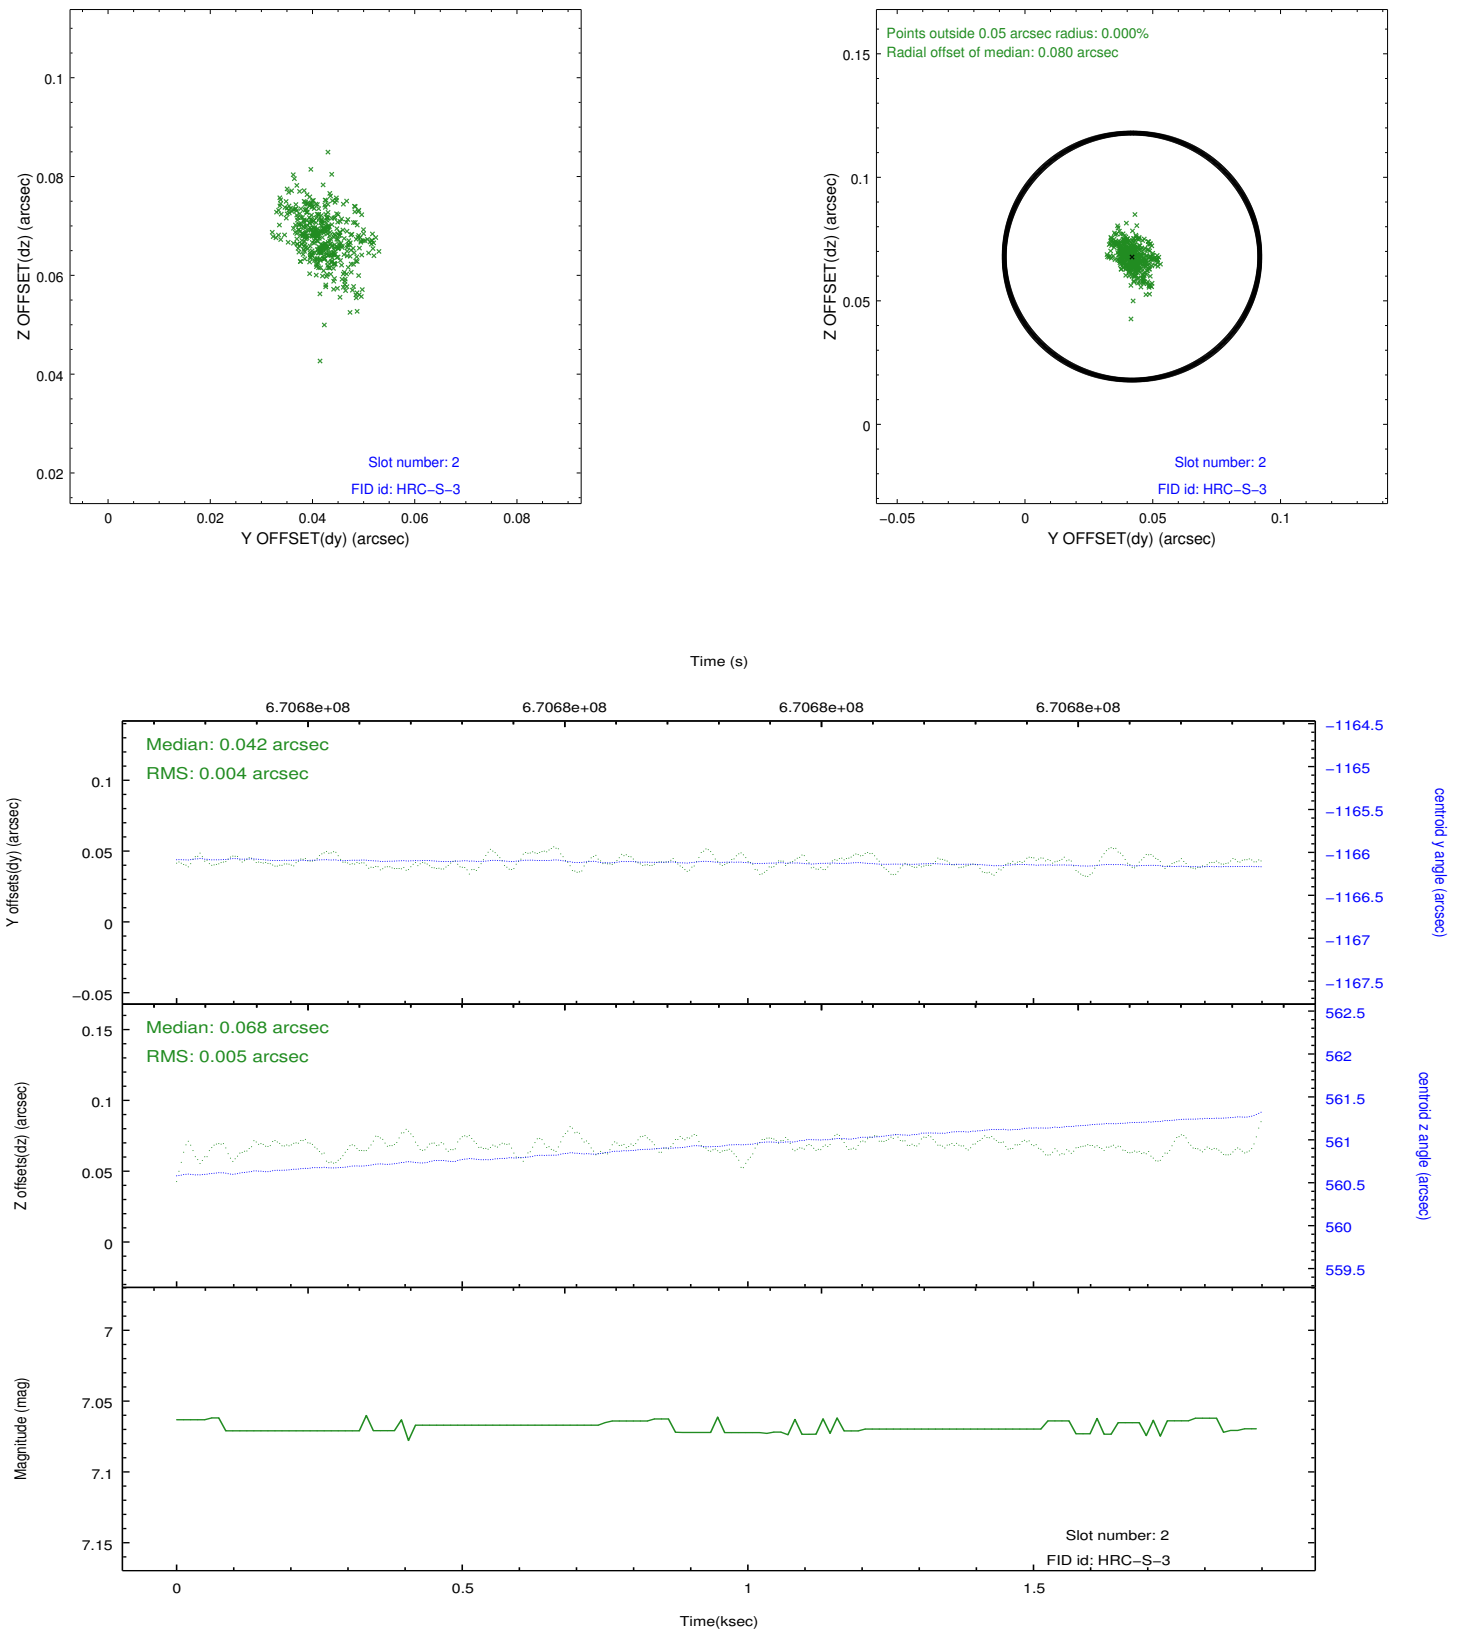 0.1
0.08
0.06
0.04
0.02
Z OFFSET(dz) (arcsec)
Slot number: 2
FID id: HRC−S−3
0 0.02 0.04 0.06 0.08
Y OFFSET(dy) (arcsec)
Points outside 0.05 arcsec radius: 0.000%
Radial offset of median: 0.080 arcsec
0.15
0.1
0.05
0
Z OFFSET(dz) (arcsec)
Slot number: 2
FID id: HRC−S−3
−0.05 0 0.05 0.1
Y OFFSET(dy) (arcsec)
Time (s)
6.7068e+08 6.7068e+08 6.7068e+08 6.7068e+08
Median: 0.042 arcsec
RMS: 0.004 arcsec
0.1
0.05
0
−0.05
Y offsets(dy) (arcsec)
−1164.5
−1165
−1165.5
−1166
−1166.5
−1167
−1167.5
centroid y angle (arcsec)
Median: 0.068 arcsec
RMS: 0.005 arcsec
0.15
0.1
0.05
0
Z offsets(dz) (arcsec)
562.5
562
561.5
561
560.5
560
559.5
centroid z angle (arcsec)
7
7.05
7.1
7.15
Magnitude (mag)
Slot number: 2
FID id: HRC−S−3
0 0.5 1 1.5
Time(ksec)